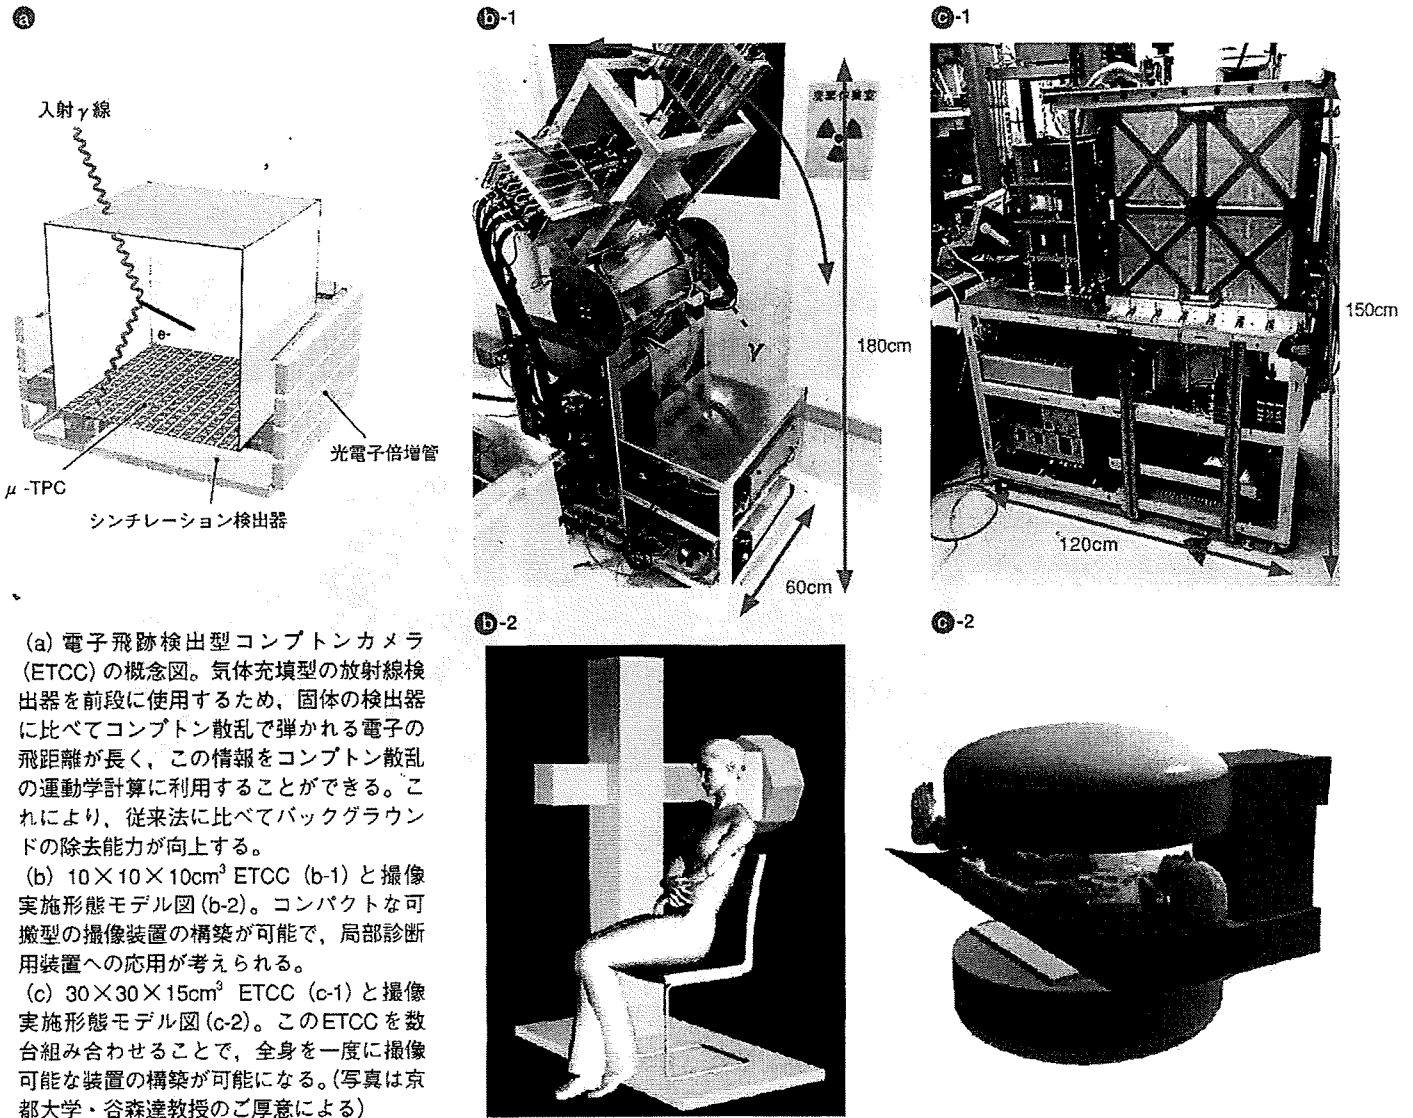 a
入射γ線
e-
μ-TPC
光電子倍増管
シンチレーション検出器
b-1
γ
180cm
60cm
c-1
150cm
120cm
b-2
c-2
(a) 電子飛跡検出型コンプトンカメラ
(ETCC) の概念図。気体充填型の放射線検
出器を前段に使用するため，固体の検出器
に比べてコンプトン散乱で弾かれる電子の
飛距離が長く，この情報をコンプトン散乱
の運動学計算に利用することができる。こ
れにより，従来法に比べてバックグラウン
ドの除去能力が向上する。
(b) 10×10×10cm³ ETCC (b-1) と撮像
実施形態モデル図(b-2)。コンパクトな可
搬型の撮像装置の構築が可能で，局部診断
用装置への応用が考えられる。
(c) 30×30×15cm³ ETCC (c-1) と撮像
実施形態モデル図(c-2)。このETCCを数
台組み合わせることで，全身を一度に撮像
可能な装置の構築が可能になる。(写真は京
都大学・谷森達教授のご厚意による)